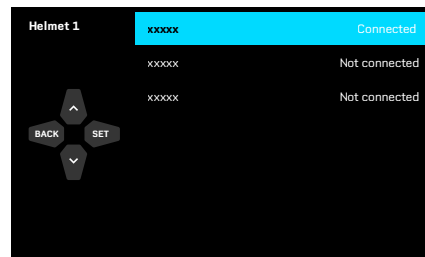 Helmet 1
xxxxx Connected
xxxxx Not connected
xxxxx Not connected
BACK SET